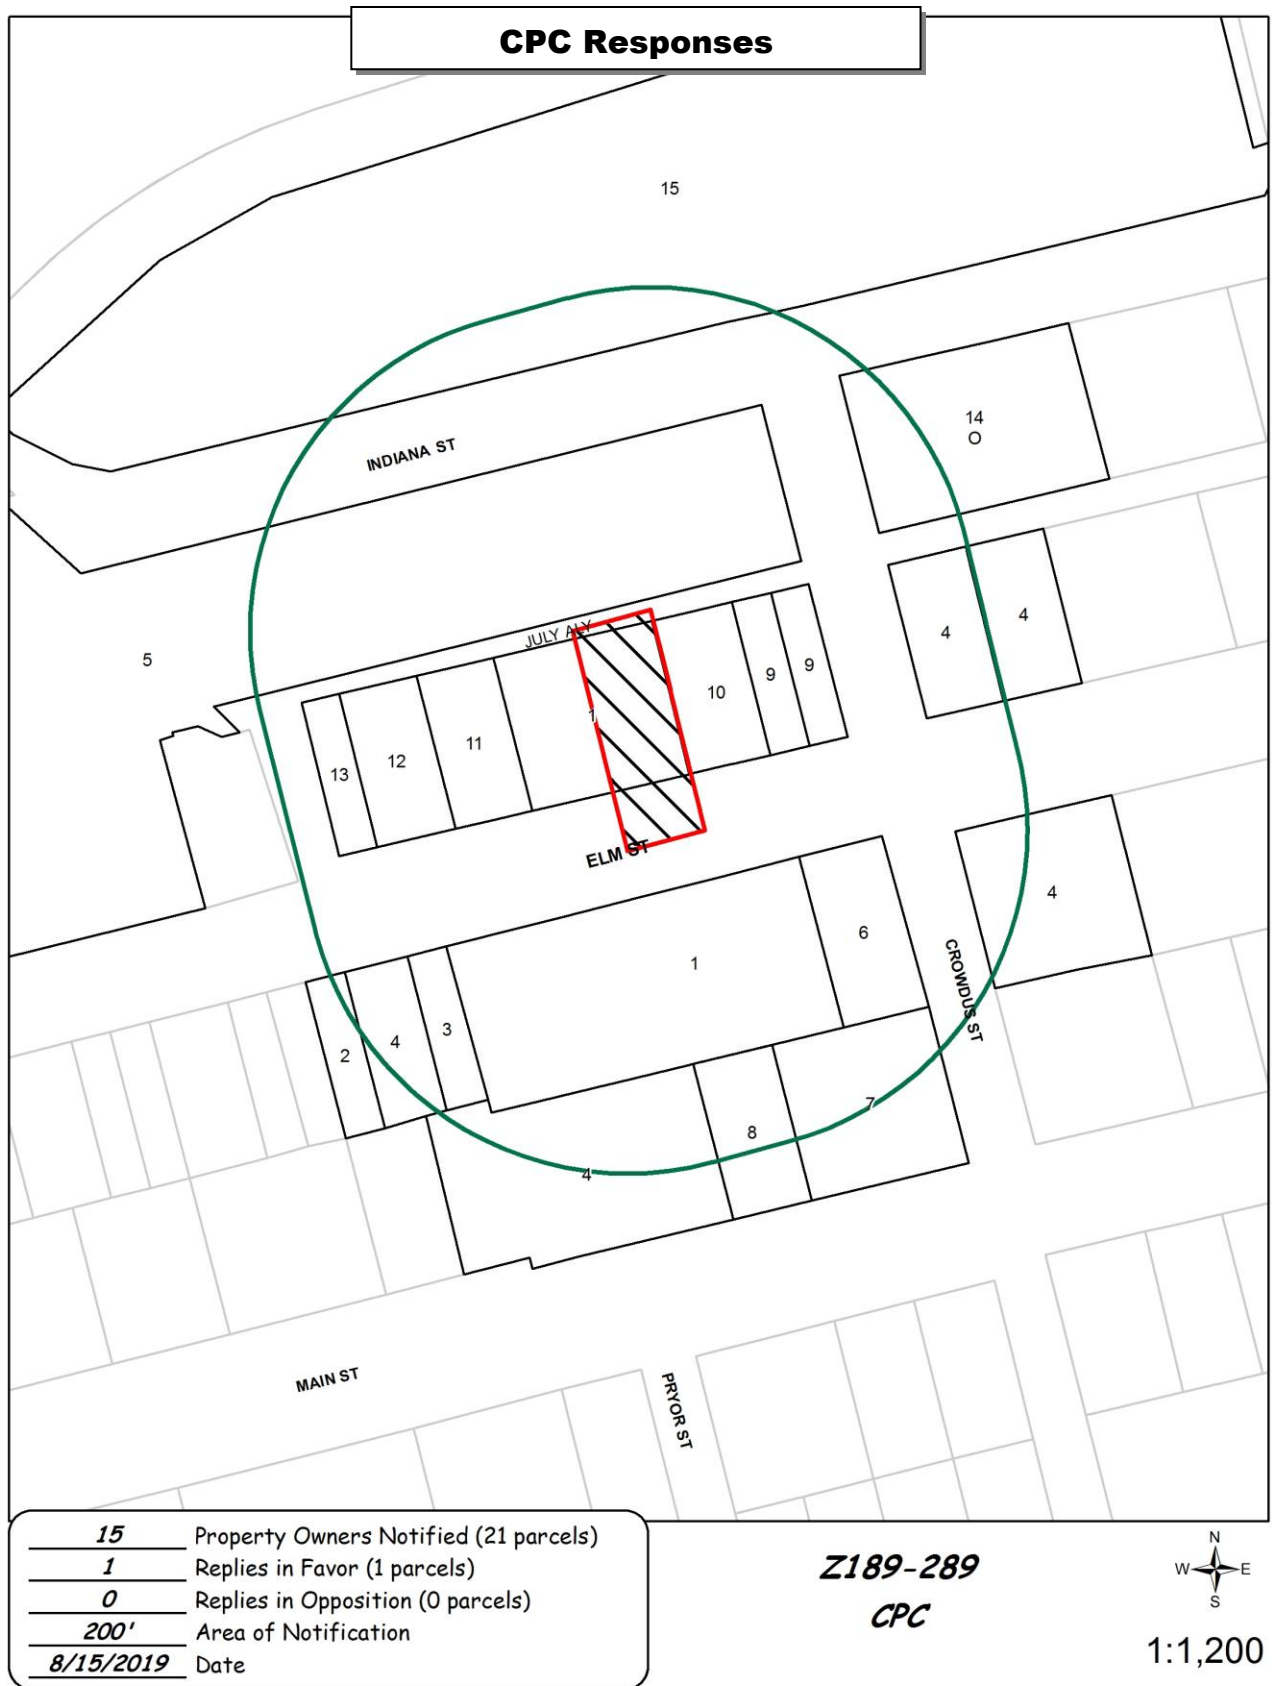 CPC Responses
15
14
O
INDIANA ST
4
4
JULY ALY
5
9
9
10
1
11
12
13
ELM ST
4
6
1
CROWDUS ST
3
4
2
7
8
4
MAIN ST
PRYOR ST
15 Property Owners Notified (21 parcels)
1 Replies in Favor (1 parcels)
0 Replies in Opposition (0 parcels)
200' Area of Notification
8/15/2019 Date
Z189-289
CPC
N
W E
S
1:1,200